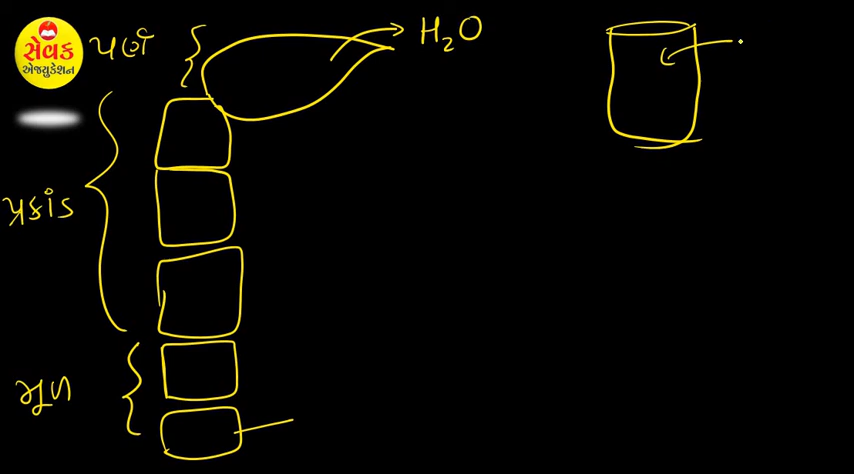 સેવક
એજ્યુકેશન
પર્ણ
H₂O
પ્રકાંડ
મૂળ